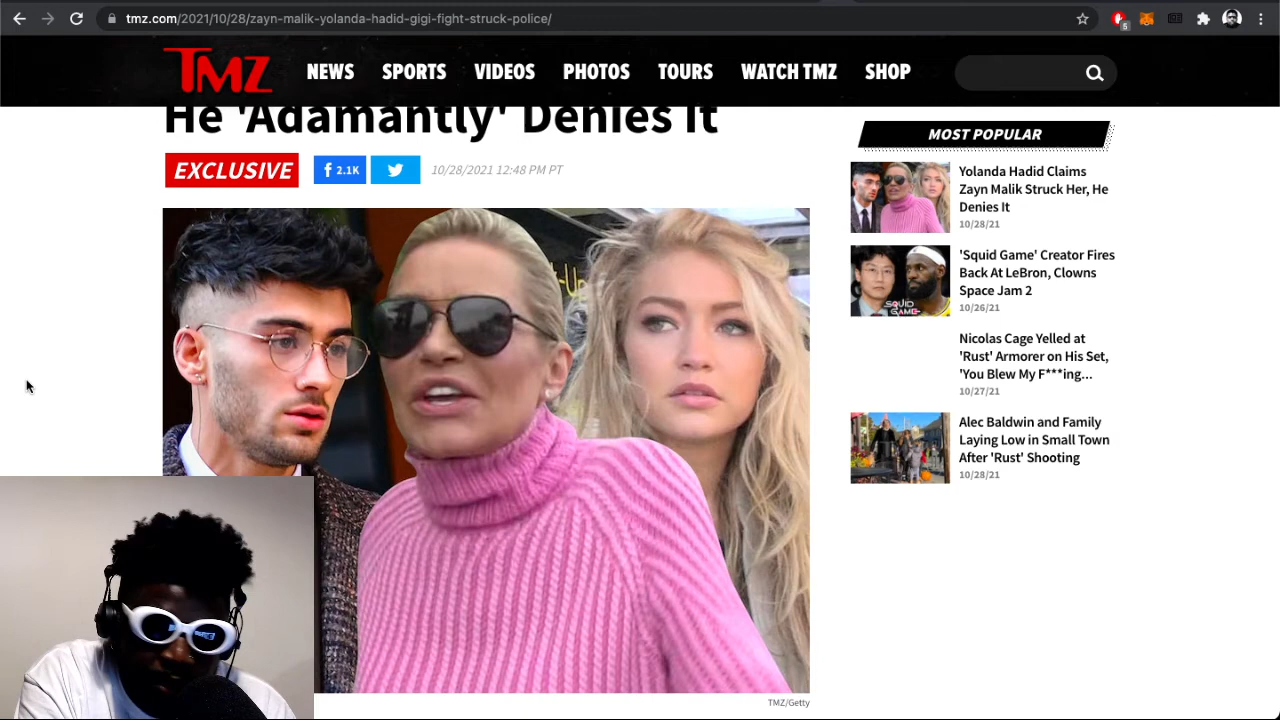 tmz.com/2021/10/28/zayn-malik-yolanda-hadid-gigi-fight-struck-police/
5
TMZ
NEWS
SPORTS
VIDEOS
PHOTOS
TOURS
WATCH TMZ
SHOP
He 'Adamantly' Denies It
EXCLUSIVE
f 2.1K
10/28/2021 12:48 PM PT
TMZ/Getty
MOST POPULAR
Yolanda Hadid Claims
Zayn Malik Struck Her, He
Denies It
10/28/21
'Squid Game' Creator Fires
Back At LeBron, Clowns
Space Jam 2
10/26/21
SQUID
GAME
Nicolas Cage Yelled at
'Rust' Armorer on His Set,
'You Blew My F***ing...
10/27/21
Alec Baldwin and Family
Laying Low in Small Town
After 'Rust' Shooting
10/28/21